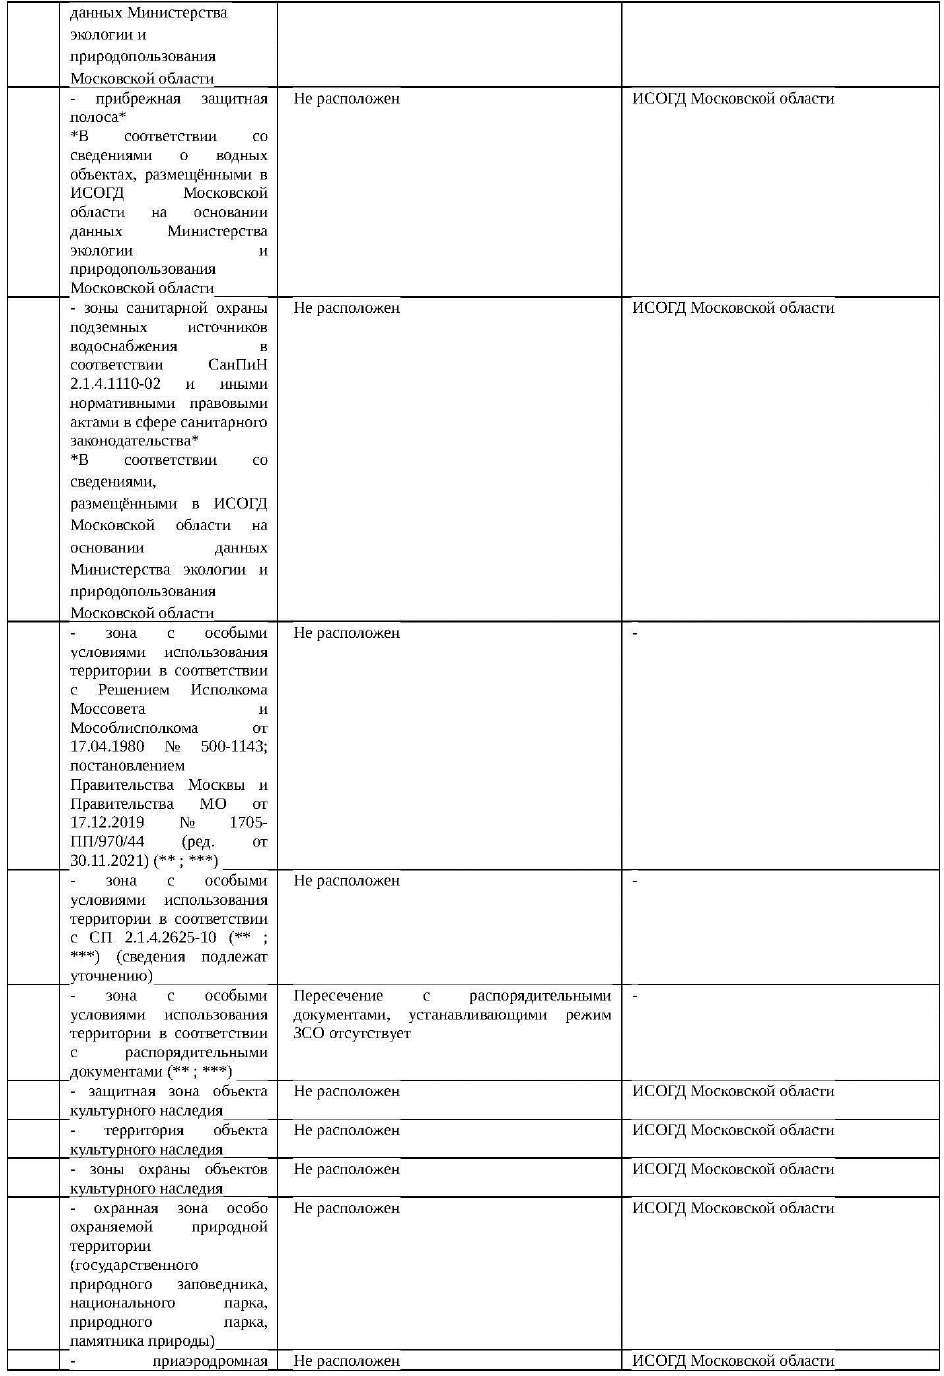 данных Министерства
экологии и
природопользования
Московской области
- прибрежная защитная Не расположен ИСОГД Московской области
полоса*
*В соответствии со
сведениями о водных
объектах, размещёнными в
ИСОГД Московской
области на основании
данных Министерства
экологии и
природопользования
Московской области
- зоны санитарной охраны Не расположен ИСОГД Московской области
подземных источников
водоснабжения в
соответствии СанПиН
2.1.4.1110-02 и иными
нормативными правовыми
актами в сфере санитарного
законодательства*
*В соответствии со
сведениями,
размещёнными в ИСОГД
Московской области на
основании данных
Министерства экологии и
природопользования
Московской области
- зона с особыми Не расположен -
условиями использования
территории в соответствии
с Решением Исполкома
Моссовета и
Мособлисполкома от
17.04.1980 № 500-1143;
постановлением
Правительства Москвы и
Правительства МО от
17.12.2019 № 1705-
ПП/970/44 (ред. от
30.11.2021) (** ; ***)
- зона с особыми Не расположен -
условиями использования
территории в соответствии
с СП 2.1.4.2625-10 (** ;
***) (сведения подлежат
уточнению)
- зона с особыми Пересечение с распорядительными -
условиями использования документами, устанавливающими режим
территории в соответствии ЗСО отсутствует
с распорядительными
документами (** ; ***)
- защитная зона объекта Не расположен ИСОГД Московской области
культурного наследия
- территория объекта Не расположен ИСОГД Московской области
культурного наследия
- зоны охраны объектов Не расположен ИСОГД Московской области
культурного наследия
- охранная зона особо Не расположен ИСОГД Московской области
охраняемой природной
территории
(государственного
природного заповедника,
национального парка,
природного парка,
памятника природы)
- приаэродромная Не расположен ИСОГД Московской области